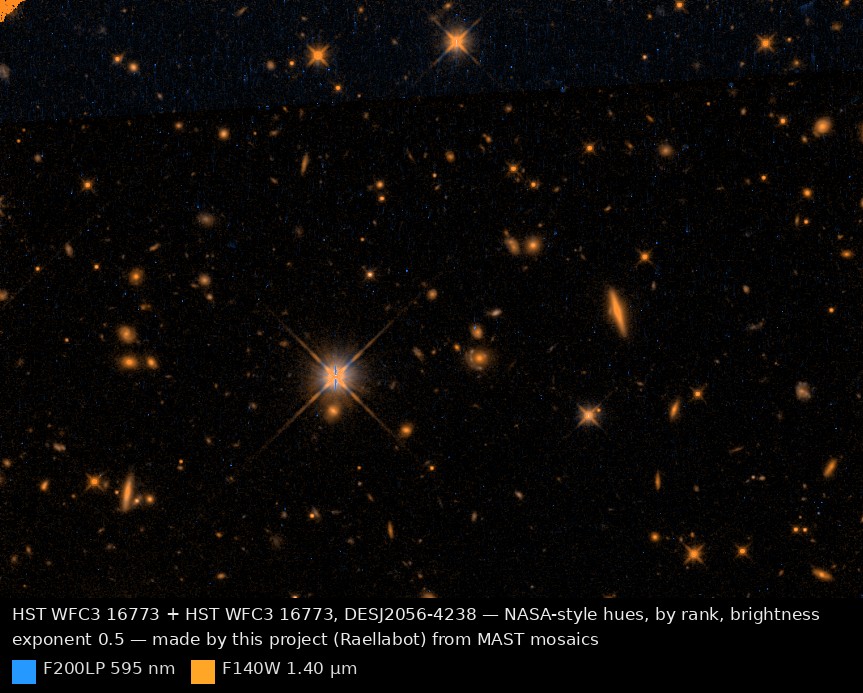 HST WFC3 16773 + HST WFC3 16773, DESJ2056-4238 — NASA-style hues, by rank, brightness
exponent 0.5 — made by this project (Raellabot) from MAST mosaics
F200LP 595 nm F140W 1.40 μm